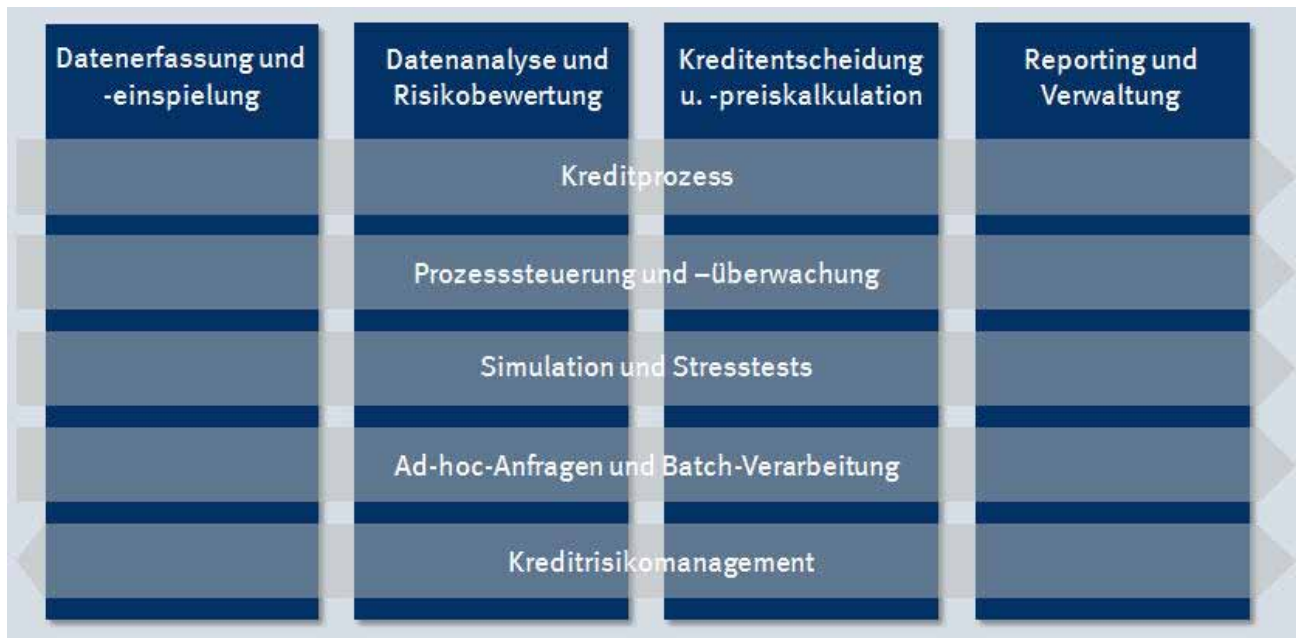 Datenerfassung und
-einspielung
Datenanalyse und
Risikobewertung
Kreditentscheidung
u. -preiskalkulation
Reporting und
Verwaltung
Kreditprozess
Prozesssteuerung und –überwachung
Simulation und Stresstests
Ad-hoc-Anfragen und Batch-Verarbeitung
Kreditrisikomanagement